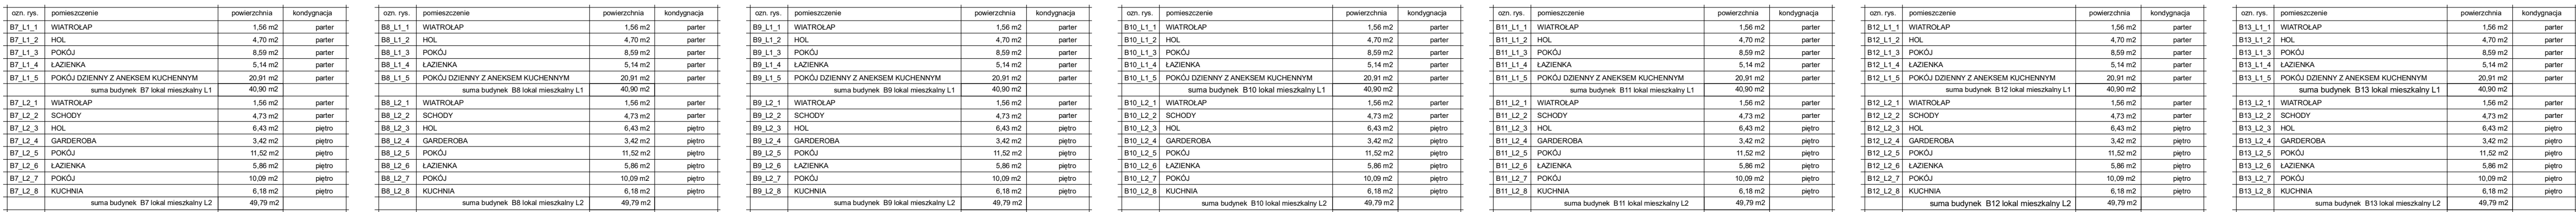 ozn. rys. pomieszczenie powierzchnia kondygnacja
B7_L1_1 WIATROŁAP 1,56 m2 parter
B7_L1_2 HOL 4,70 m2 parter
B7_L1_3 POKÓJ 8,59 m2 parter
B7_L1_4 ŁAZIENKA 5,14 m2 parter
B7_L1_5 POKÓJ DZIENNY Z ANEKSEM KUCHENNYM 20,91 m2 parter
suma budynek B7 lokal mieszkalny L1 40,90 m2
B7_L2_1 WIATROŁAP 1,56 m2 parter
B7_L2_2 SCHODY 4,73 m2 parter
B7_L2_3 HOL 6,43 m2 piętro
B7_L2_4 GARDEROBA 3,42 m2 piętro
B7_L2_5 POKÓJ 11,52 m2 piętro
B7_L2_6 ŁAZIENKA 5,86 m2 piętro
B7_L2_7 POKÓJ 10,09 m2 piętro
B7_L2_8 KUCHNIA 6,18 m2 piętro
suma budynek B7 lokal mieszkalny L2 49,79 m2
ozn. rys. pomieszczenie powierzchnia kondygnacja
B8_L1_1 WIATROŁAP 1,56 m2 parter
B8_L1_2 HOL 4,70 m2 parter
B8_L1_3 POKÓJ 8,59 m2 parter
B8_L1_4 ŁAZIENKA 5,14 m2 parter
B8_L1_5 POKÓJ DZIENNY Z ANEKSEM KUCHENNYM 20,91 m2 parter
suma budynek B8 lokal mieszkalny L1 40,90 m2
B8_L2_1 WIATROŁAP 1,56 m2 parter
B8_L2_2 SCHODY 4,73 m2 parter
B8_L2_3 HOL 6,43 m2 piętro
B8_L2_4 GARDEROBA 3,42 m2 piętro
B8_L2_5 POKÓJ 11,52 m2 piętro
B8_L2_6 ŁAZIENKA 5,86 m2 piętro
B8_L2_7 POKÓJ 10,09 m2 piętro
B8_L2_8 KUCHNIA 6,18 m2 piętro
suma budynek B8 lokal mieszkalny L2 49,79 m2
ozn. rys. pomieszczenie powierzchnia kondygnacja
B9_L1_1 WIATROŁAP 1,56 m2 parter
B9_L1_2 HOL 4,70 m2 parter
B9_L1_3 POKÓJ 8,59 m2 parter
B9_L1_4 ŁAZIENKA 5,14 m2 parter
B9_L1_5 POKÓJ DZIENNY Z ANEKSEM KUCHENNYM 20,91 m2 parter
suma budynek B9 lokal mieszkalny L1 40,90 m2
B9_L2_1 WIATROŁAP 1,56 m2 parter
B9_L2_2 SCHODY 4,73 m2 parter
B9_L2_3 HOL 6,43 m2 piętro
B9_L2_4 GARDEROBA 3,42 m2 piętro
B9_L2_5 POKÓJ 11,52 m2 piętro
B9_L2_6 ŁAZIENKA 5,86 m2 piętro
B9_L2_7 POKÓJ 10,09 m2 piętro
B9_L2_8 KUCHNIA 6,18 m2 piętro
suma budynek B9 lokal mieszkalny L2 49,79 m2
ozn. rys. pomieszczenie powierzchnia kondygnacja
B10_L1_1 WIATROŁAP 1,56 m2 parter
B10_L1_2 HOL 4,70 m2 parter
B10_L1_3 POKÓJ 8,59 m2 parter
B10_L1_4 ŁAZIENKA 5,14 m2 parter
B10_L1_5 POKÓJ DZIENNY Z ANEKSEM KUCHENNYM 20,91 m2 parter
suma budynek B10 lokal mieszkalny L1 40,90 m2
B10_L2_1 WIATROŁAP 1,56 m2 parter
B10_L2_2 SCHODY 4,73 m2 parter
B10_L2_3 HOL 6,43 m2 piętro
B10_L2_4 GARDEROBA 3,42 m2 piętro
B10_L2_5 POKÓJ 11,52 m2 piętro
B10_L2_6 ŁAZIENKA 5,86 m2 piętro
B10_L2_7 POKÓJ 10,09 m2 piętro
B10_L2_8 KUCHNIA 6,18 m2 piętro
suma budynek B10 lokal mieszkalny L2 49,79 m2
ozn. rys. pomieszczenie powierzchnia kondygnacja
B11_L1_1 WIATROŁAP 1,56 m2 parter
B11_L1_2 HOL 4,70 m2 parter
B11_L1_3 POKÓJ 8,59 m2 parter
B11_L1_4 ŁAZIENKA 5,14 m2 parter
B11_L1_5 POKÓJ DZIENNY Z ANEKSEM KUCHENNYM 20,91 m2 parter
suma budynek B11 lokal mieszkalny L1 40,90 m2
B11_L2_1 WIATROŁAP 1,56 m2 parter
B11_L2_2 SCHODY 4,73 m2 parter
B11_L2_3 HOL 6,43 m2 piętro
B11_L2_4 GARDEROBA 3,42 m2 piętro
B11_L2_5 POKÓJ 11,52 m2 piętro
B11_L2_6 ŁAZIENKA 5,86 m2 piętro
B11_L2_7 POKÓJ 10,09 m2 piętro
B11_L2_8 KUCHNIA 6,18 m2 piętro
suma budynek B11 lokal mieszkalny L2 49,79 m2
ozn. rys. pomieszczenie powierzchnia kondygnacja
B12_L1_1 WIATROŁAP 1,56 m2 parter
B12_L1_2 HOL 4,70 m2 parter
B12_L1_3 POKÓJ 8,59 m2 parter
B12_L1_4 ŁAZIENKA 5,14 m2 parter
B12_L1_5 POKÓJ DZIENNY Z ANEKSEM KUCHENNYM 20,91 m2 parter
suma budynek B12 lokal mieszkalny L1 40,90 m2
B12_L2_1 WIATROŁAP 1,56 m2 parter
B12_L2_2 SCHODY 4,73 m2 parter
B12_L2_3 HOL 6,43 m2 piętro
B12_L2_4 GARDEROBA 3,42 m2 piętro
B12_L2_5 POKÓJ 11,52 m2 piętro
B12_L2_6 ŁAZIENKA 5,86 m2 piętro
B12_L2_7 POKÓJ 10,09 m2 piętro
B12_L2_8 KUCHNIA 6,18 m2 piętro
suma budynek B12 lokal mieszkalny L2 49,79 m2
ozn. rys. pomieszczenie powierzchnia kondygnacja
B13_L1_1 WIATROŁAP 1,56 m2 parter
B13_L1_2 HOL 4,70 m2 parter
B13_L1_3 POKÓJ 8,59 m2 parter
B13_L1_4 ŁAZIENKA 5,14 m2 parter
B13_L1_5 POKÓJ DZIENNY Z ANEKSEM KUCHENNYM 20,91 m2 parter
suma budynek B13 lokal mieszkalny L1 40,90 m2
B13_L2_1 WIATROŁAP 1,56 m2 parter
B13_L2_2 SCHODY 4,73 m2 parter
B13_L2_3 HOL 6,43 m2 piętro
B13_L2_4 GARDEROBA 3,42 m2 piętro
B13_L2_5 POKÓJ 11,52 m2 piętro
B13_L2_6 ŁAZIENKA 5,86 m2 piętro
B13_L2_7 POKÓJ 10,09 m2 piętro
B13_L2_8 KUCHNIA 6,18 m2 piętro
suma budynek B13 lokal mieszkalny L2 49,79 m2